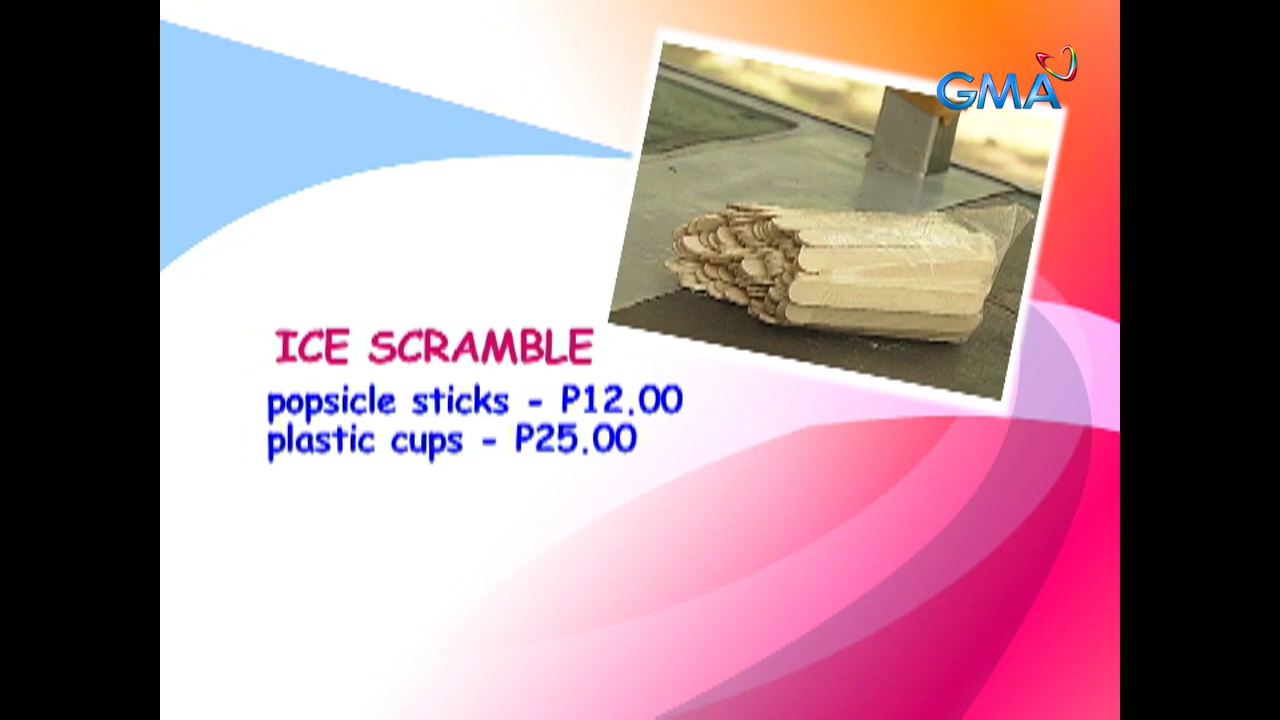 GMA
ICE SCRAMBLE
popsicle sticks - P12.00
plastic cups - P25.00